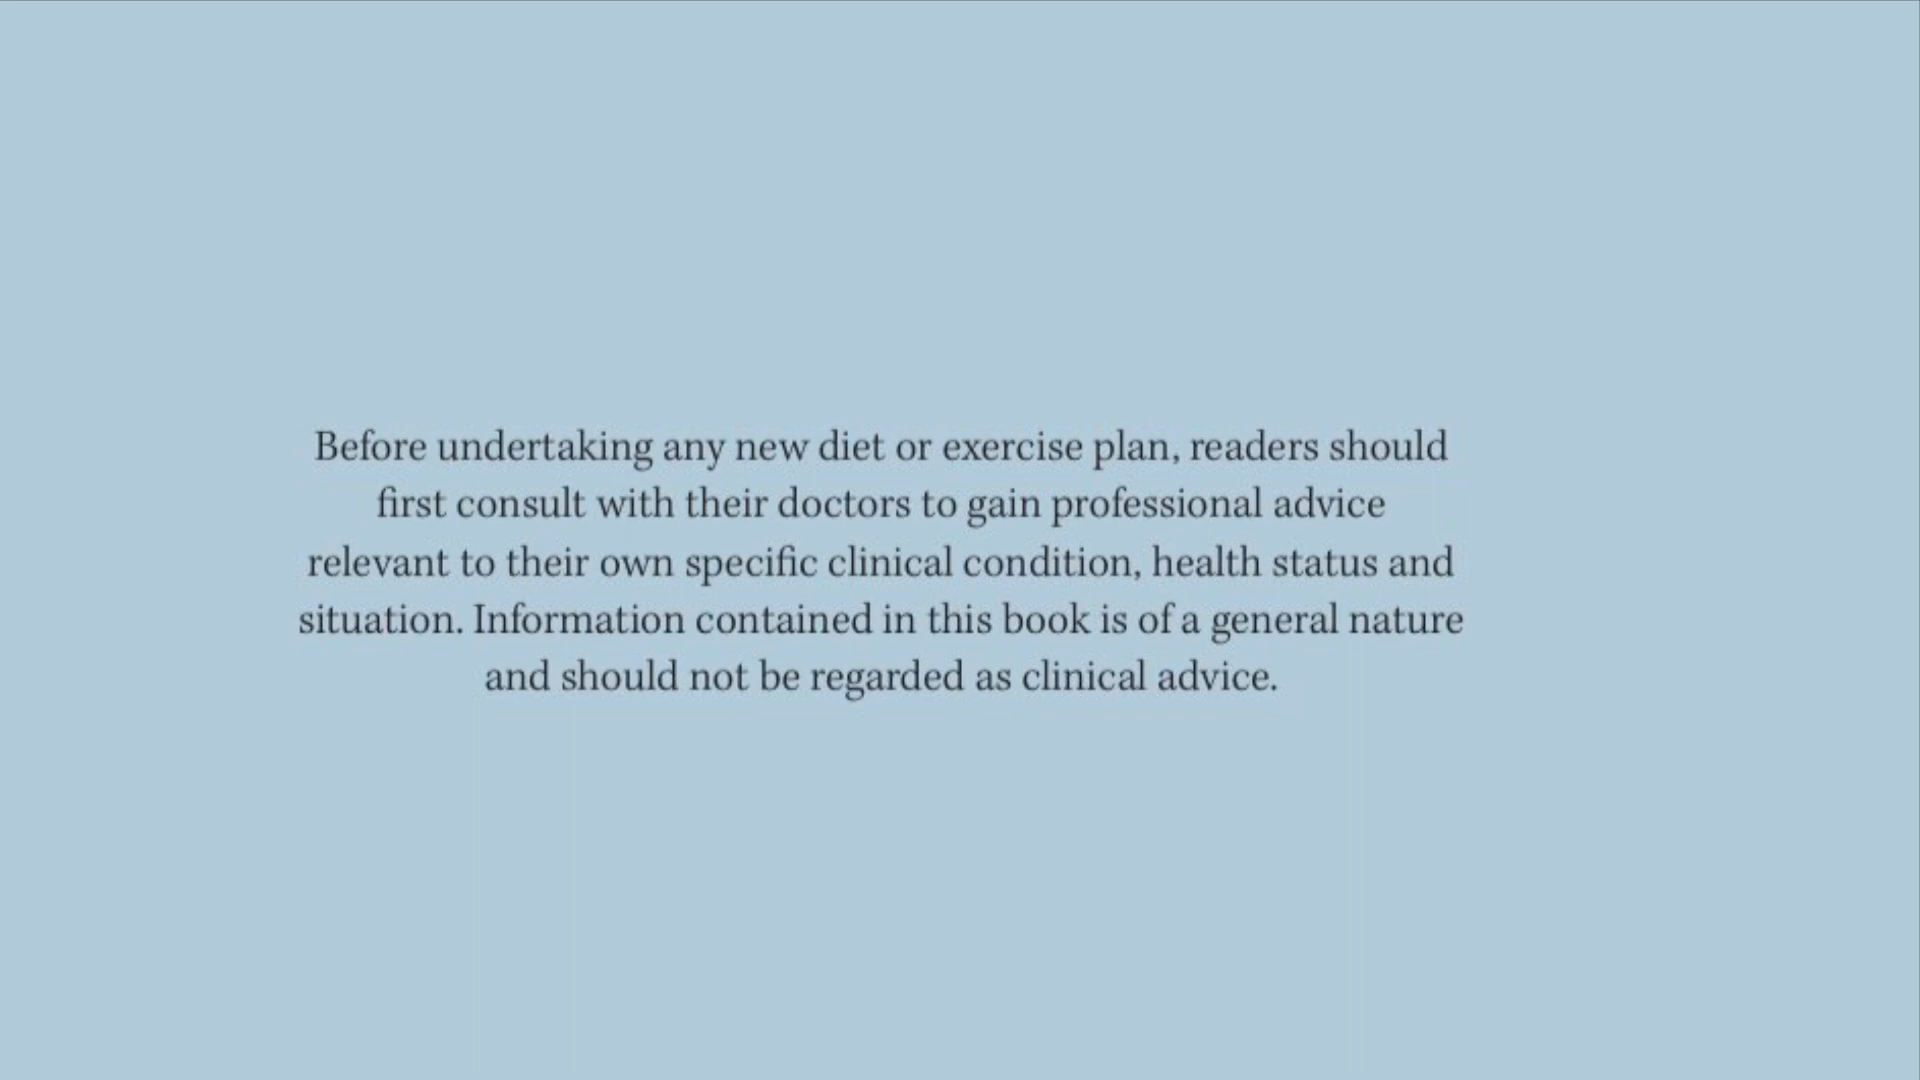 Before undertaking any new diet or exercise plan, readers should
first consult with their doctors to gain professional advice
relevant to their own specific clinical condition, health status and
situation. Information contained in this book is of a general nature
and should not be regarded as clinical advice.